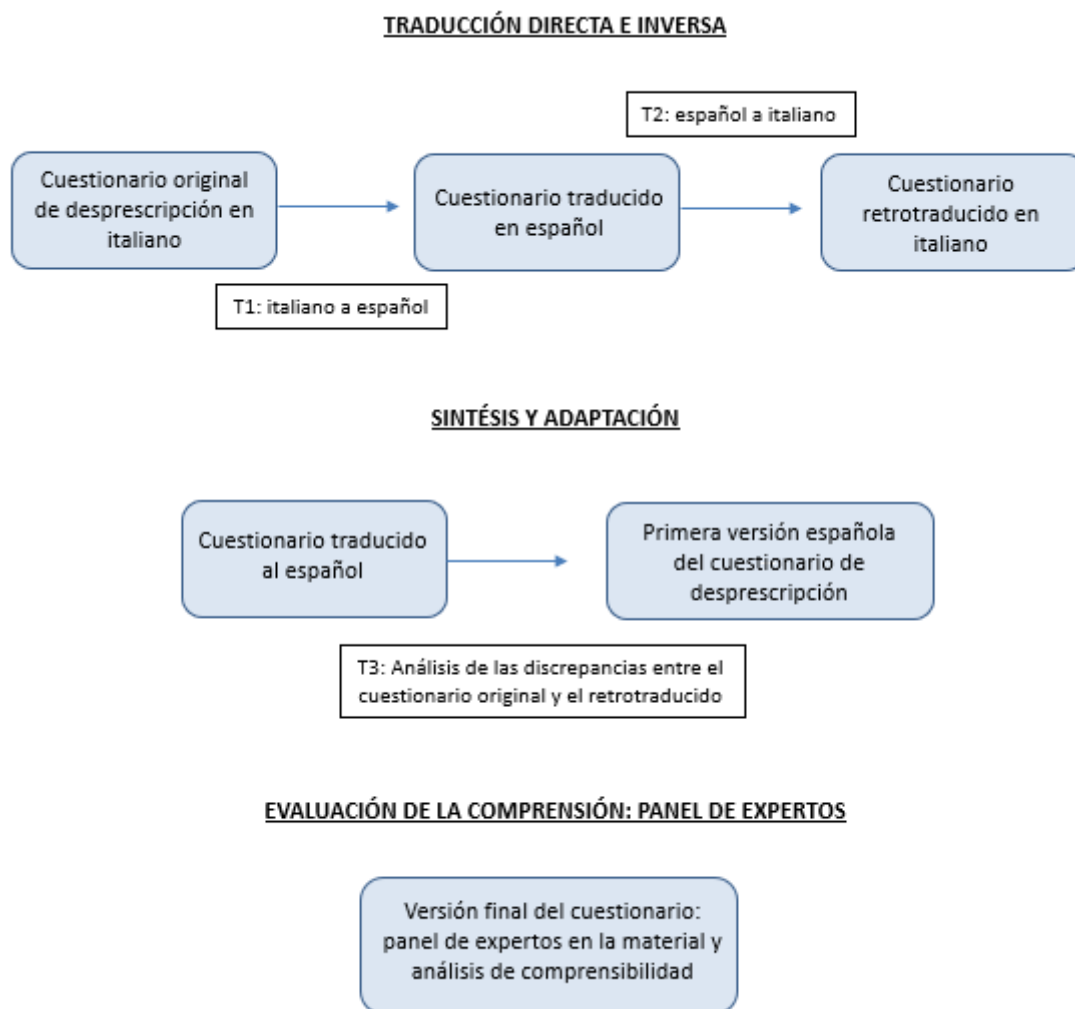 TRADUCCIÓN DIRECTA E INVERSA
T2: español a italiano
Cuestionario original
de desprescripción en
italiano
Cuestionario traducido
en español
Cuestionario
retrotraducido en
italiano
T1: italiano a español
SINTÉSIS Y ADAPTACIÓN
Cuestionario traducido
al español
Primera versión española
del cuestionario de
desprescripción
T3: Análisis de las discrepancias entre el
cuestionario original y el retrotraducido
EVALUACIÓN DE LA COMPRENSIÓN: PANEL DE EXPERTOS
Versión final del cuestionario:
panel de expertos en la material y
análisis de comprensibilidad